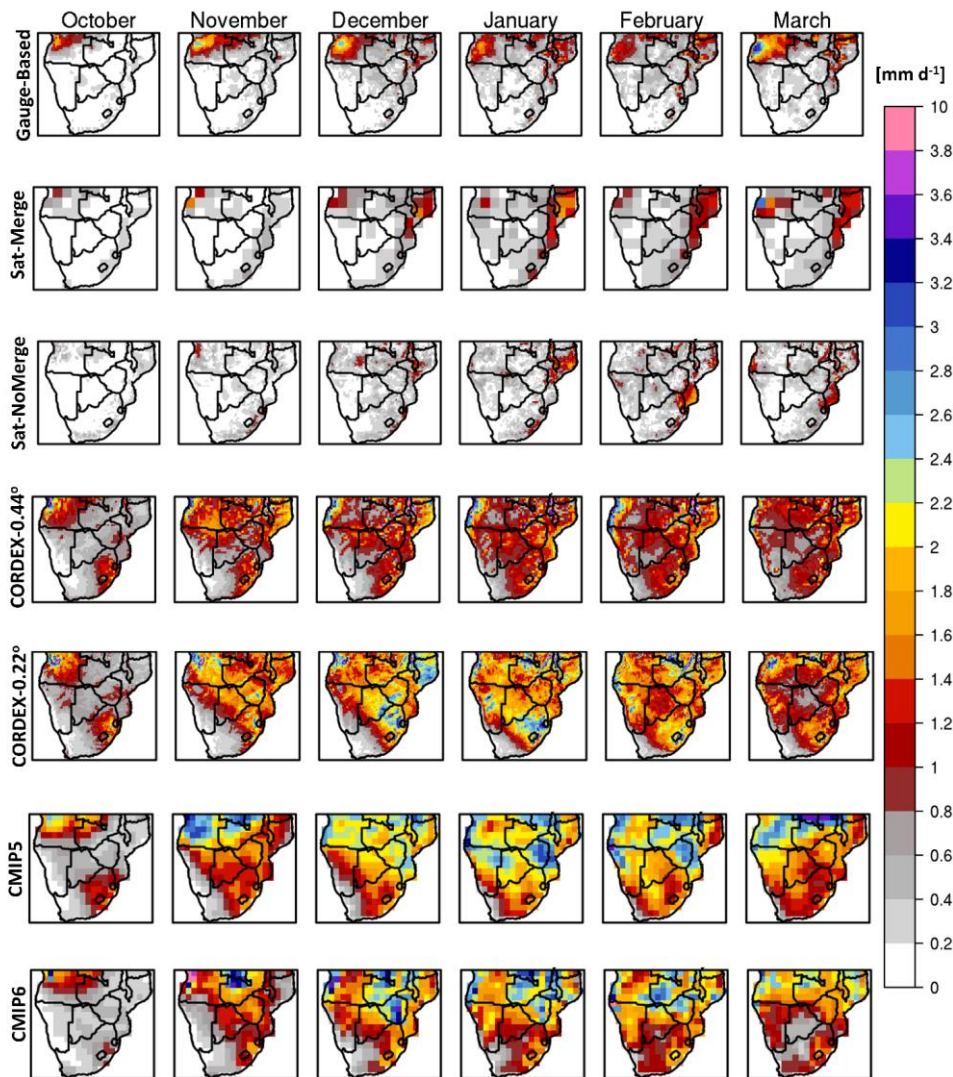 October November December January February March
Gauge-Based
[mm d⁻¹]
Sat-Merge
Sat-NoMerge
CORDEX-0.44°
CORDEX-0.22°
CMIP5
CMIP6
10
3.8
3.6
3.4
3.2
3
2.8
2.6
2.4
2.2
2
1.8
1.6
1.4
1.2
1
0.8
0.6
0.4
0.2
0